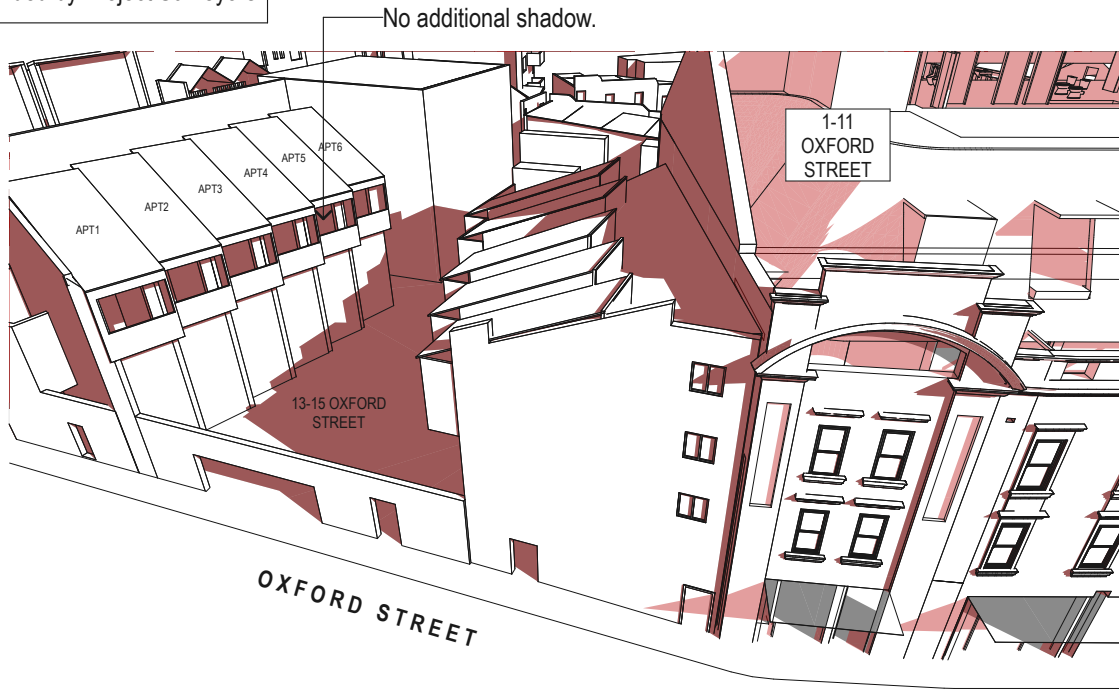 No additional shadow.
1-11
OXFORD
STREET
APT6
APT5
APT4
APT3
APT2
APT1
13-15 OXFORD
STREET
OXFORD STREET